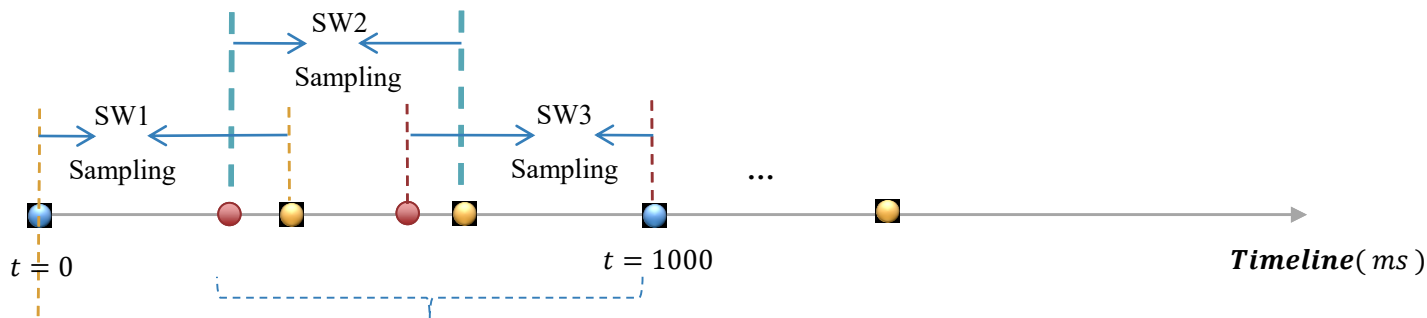 SW2
Sampling
SW1
SW3
Sampling
Sampling
...
t = 0
t = 1000
Timeline( ms )